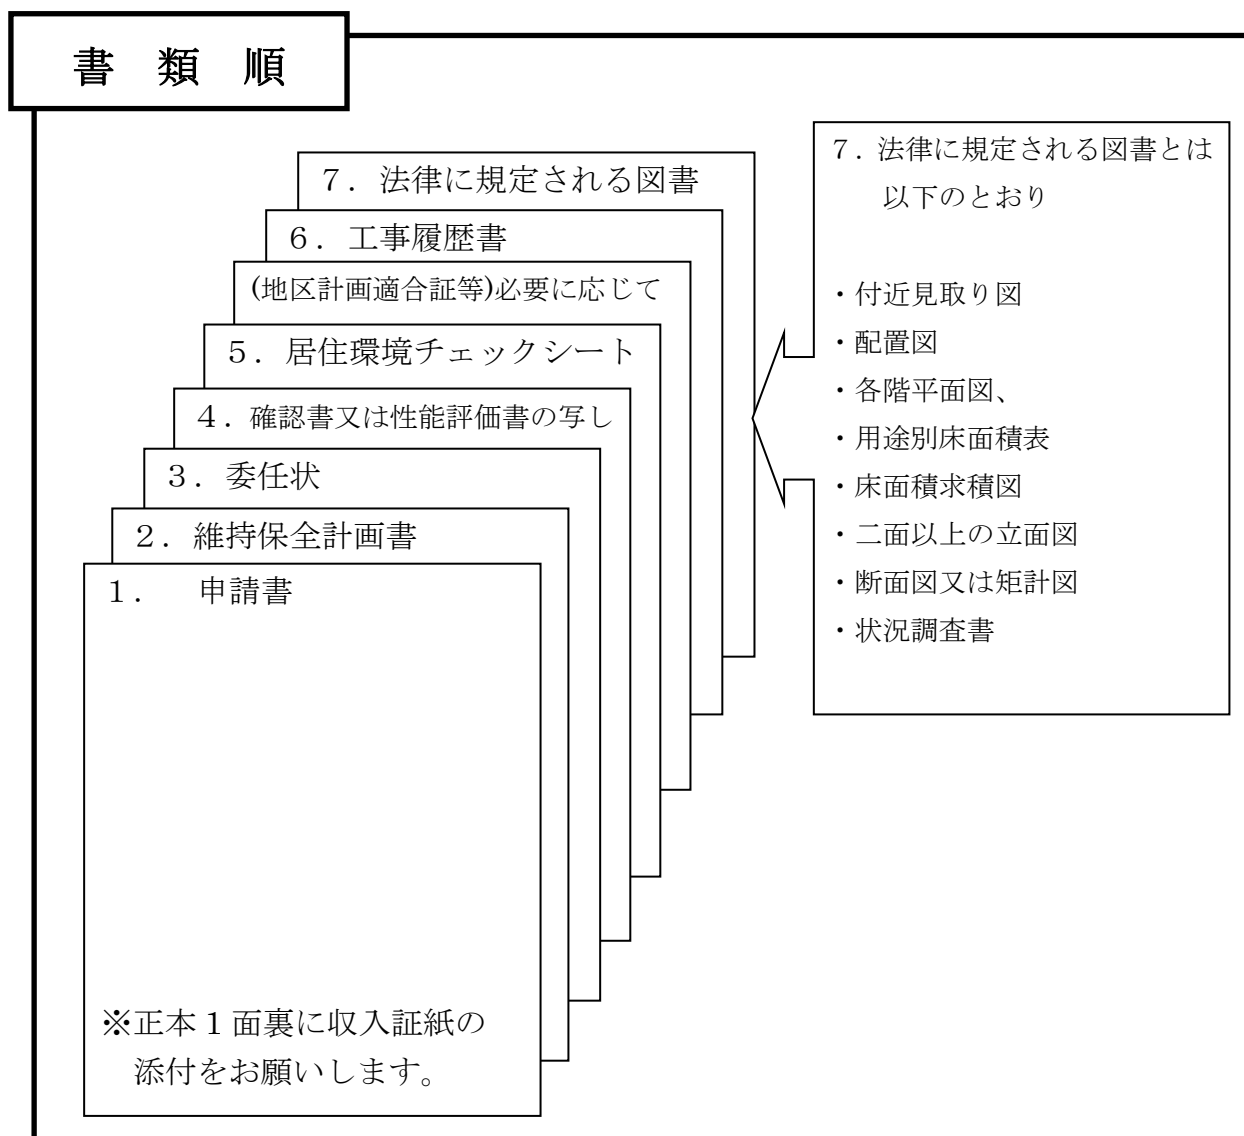 書 類 順
７．法律に規定される図書
６．工事履歴書
(地区計画適合証等)必要に応じて
５．居住環境チェックシート
４．確認書又は性能評価書の写し
３．委任状
２．維持保全計画書
１．　申請書
※正本 1 面裏に収入証紙の
添付をお願いします。
７．法律に規定される図書とは
以下のとおり
・付近見取り図
・配置図
・各階平面図、
・用途別床面積表
・床面積求積図
・二面以上の立面図
・断面図又は矩計図
・状況調査書